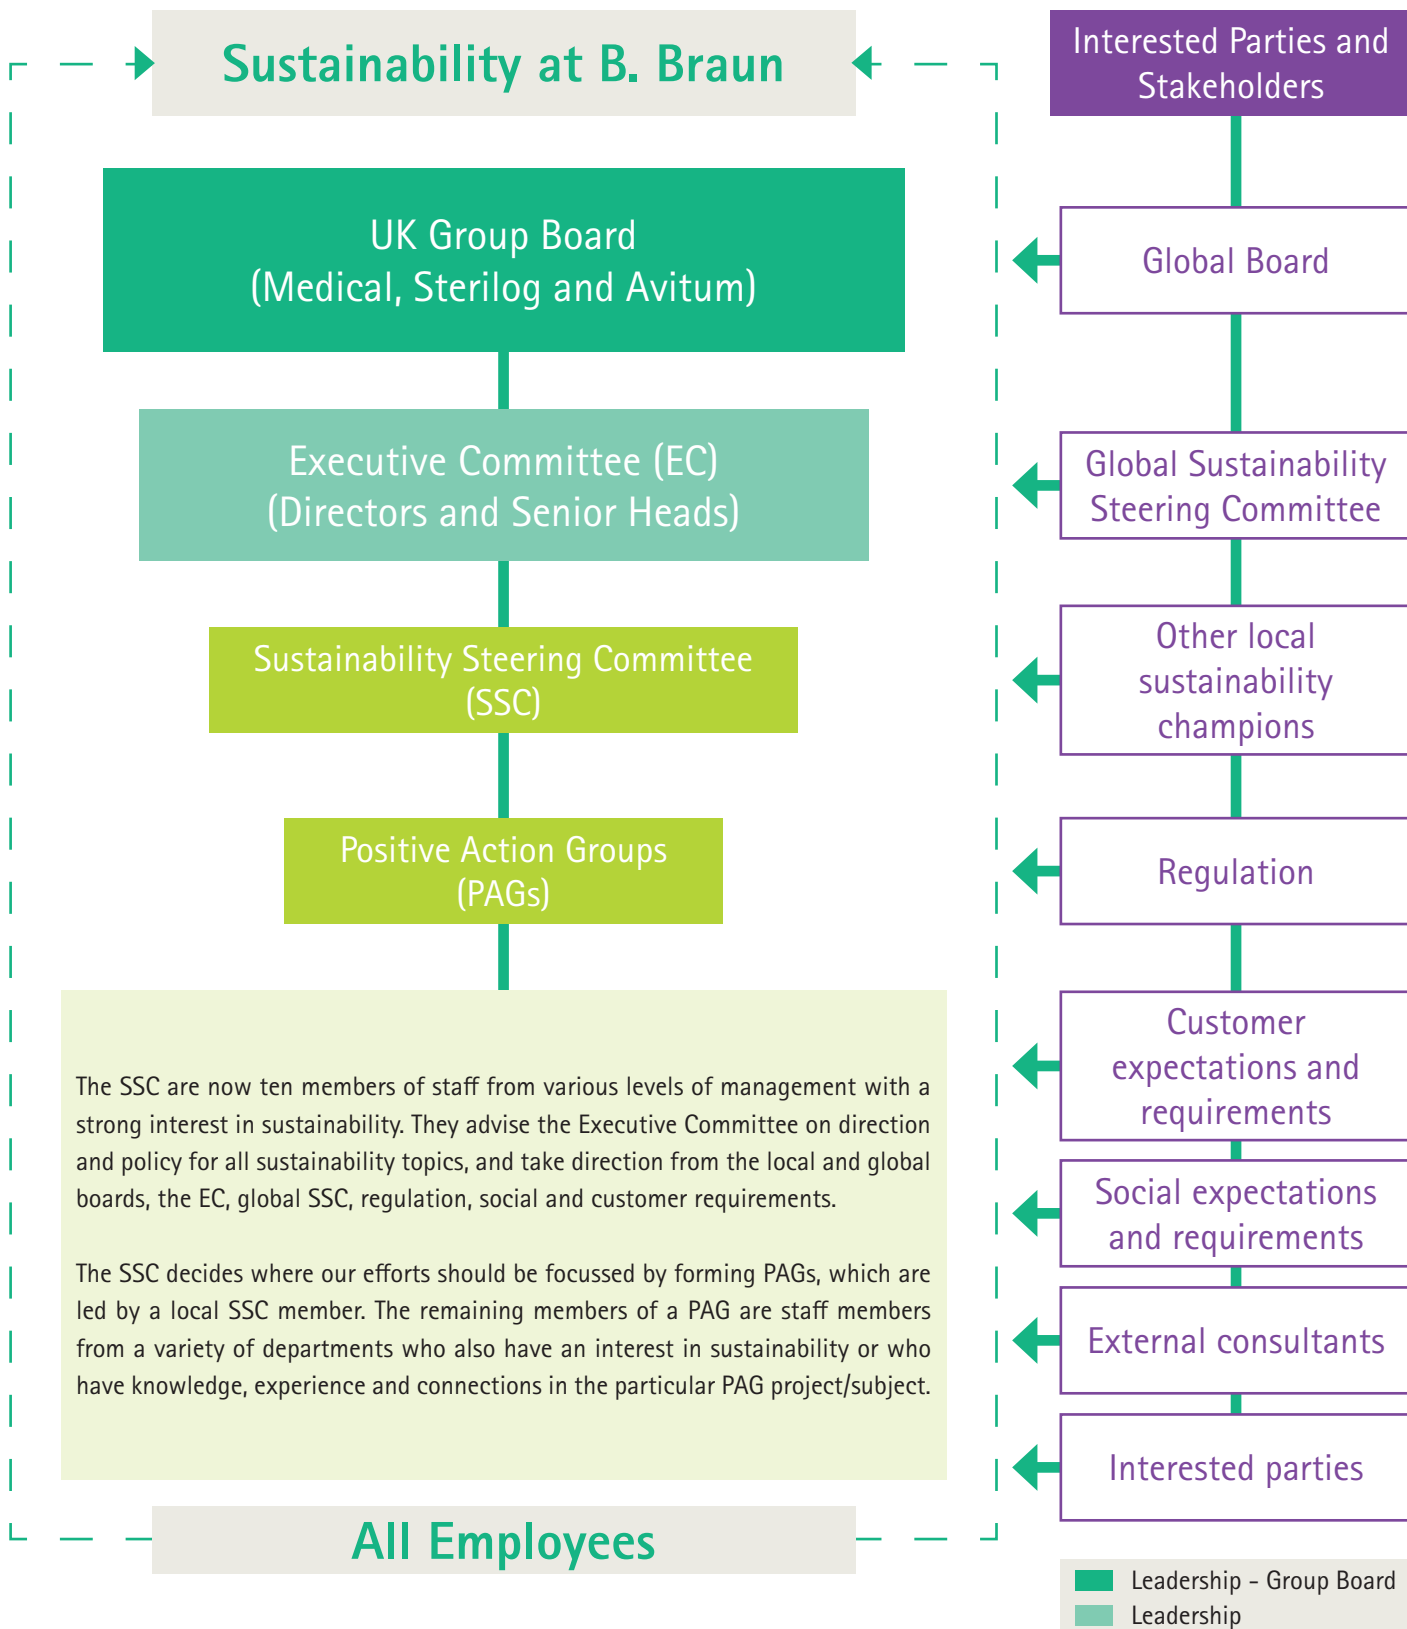 Sustainability at B. Braun
UK Group Board
(Medical, Sterilog and Avitum)
Executive Committee (EC)
(Directors and Senior Heads)
Sustainability Steering Committee
(SSC)
Positive Action Groups
(PAGs)
The SSC are now ten members of staff from various levels of management with a
strong interest in sustainability. They advise the Executive Committee on direction
and policy for all sustainability topics, and take direction from the local and global
boards, the EC, global SSC, regulation, social and customer requirements.
The SSC decides where our efforts should be focussed by forming PAGs, which are
led by a local SSC member. The remaining members of a PAG are staff members
from a variety of departments who also have an interest in sustainability or who
have knowledge, experience and connections in the particular PAG project/subject.
All Employees
Interested Parties and
Stakeholders
Global Board
Global Sustainability
Steering Committee
Other local
sustainability
champions
Regulation
Customer
expectations and
requirements
Social expectations
and requirements
External consultants
Interested parties
Leadership - Group Board
Leadership